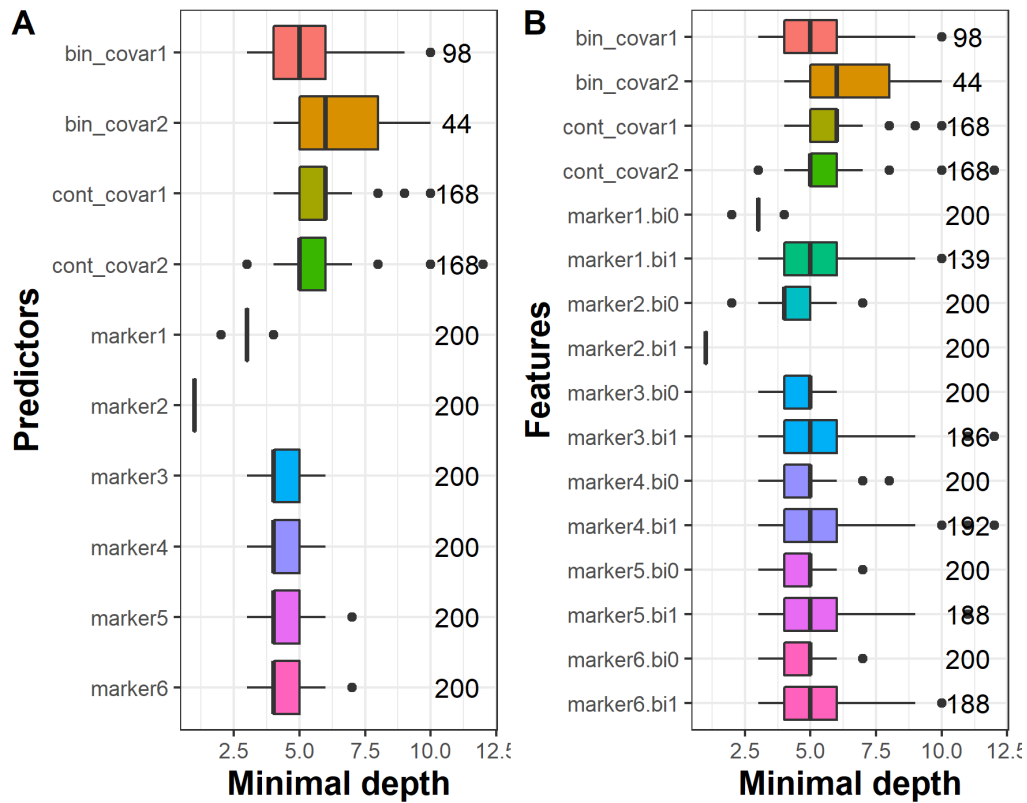 A
Predictors
bin_covar1
98
bin_covar2
44
cont_covar1
168
cont_covar2
168
marker1
200
marker2
200
marker3
200
marker4
200
marker5
200
marker6
200
2.5 5.0 7.5 10.0 12.5
Minimal depth
B
Features
bin_covar1
98
bin_covar2
44
cont_covar1
168
cont_covar2
168
marker1.bi0
200
marker1.bi1
139
marker2.bi0
200
marker2.bi1
200
marker3.bi0
200
marker3.bi1
186
marker4.bi0
200
marker4.bi1
192
marker5.bi0
200
marker5.bi1
188
marker6.bi0
200
marker6.bi1
188
2.5 5.0 7.5 10.0 12.5
Minimal depth